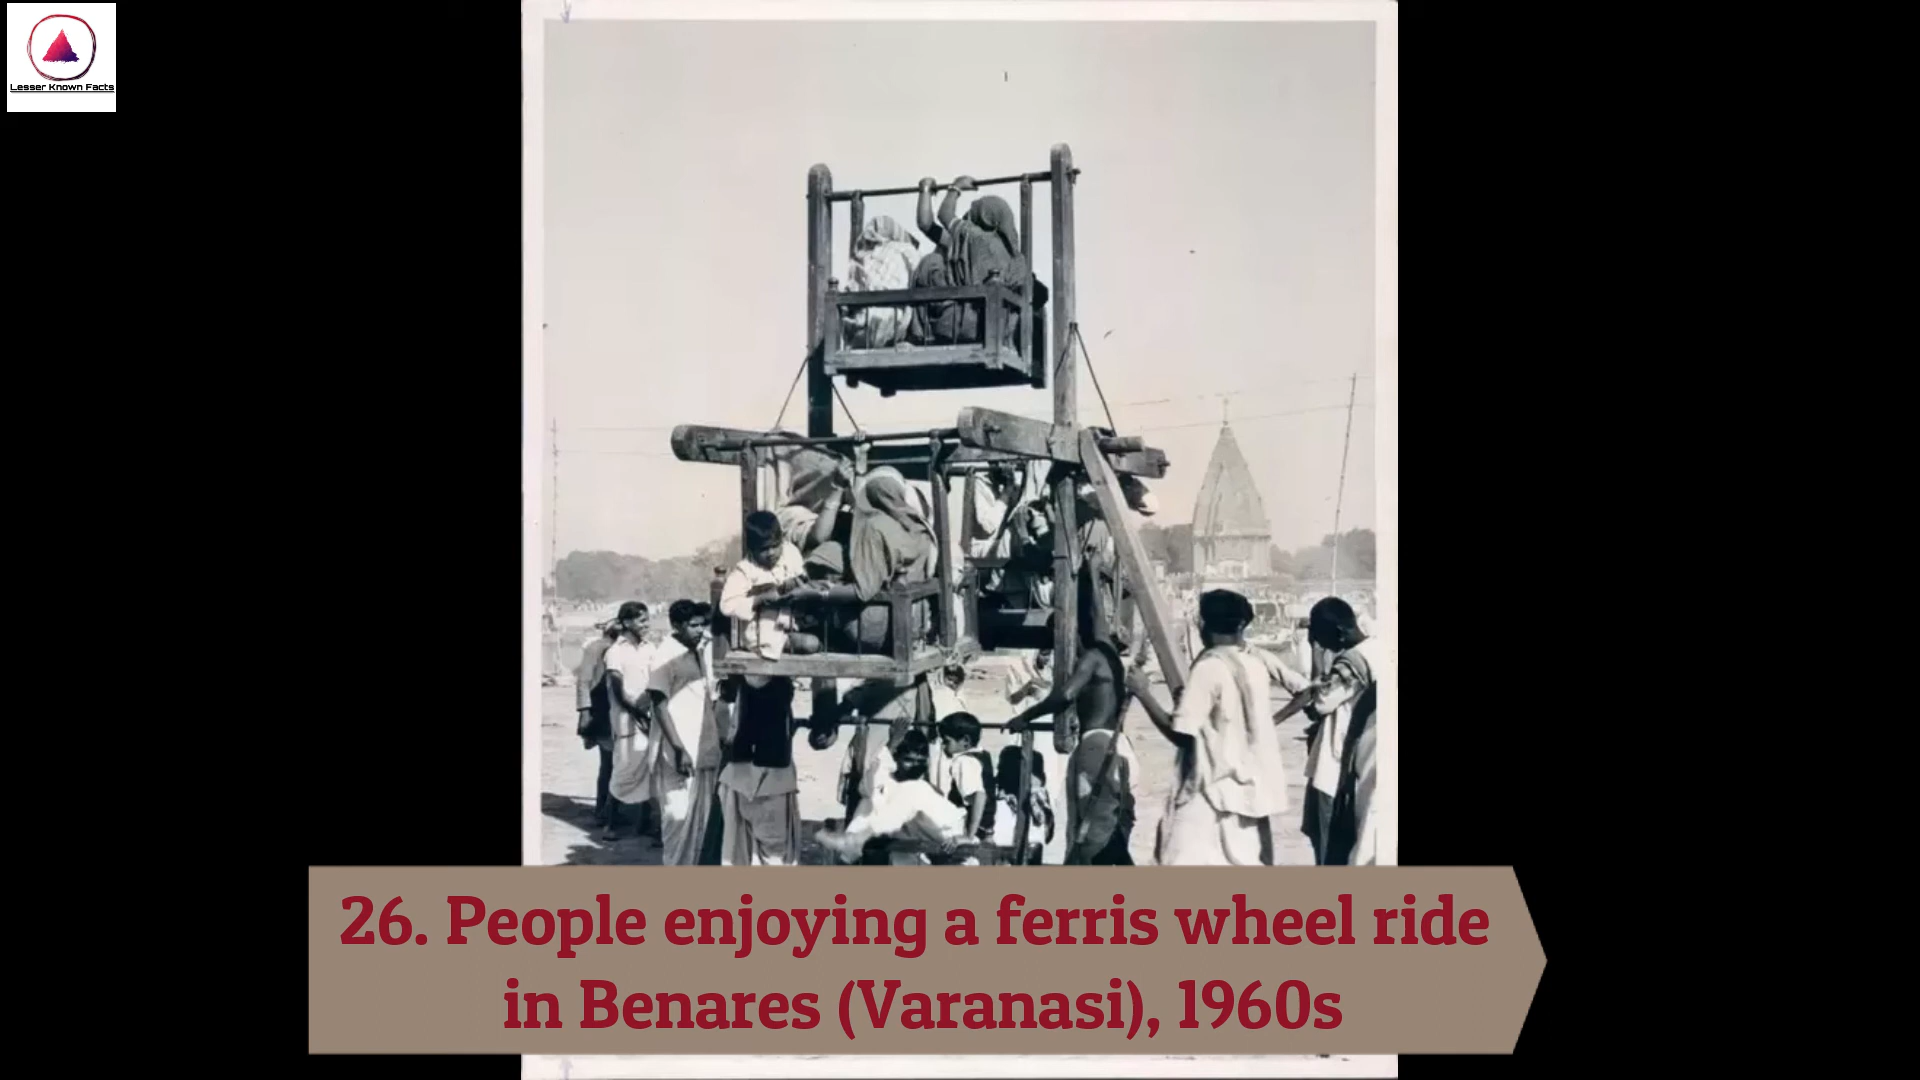 Lesser Known Facts
26. People enjoying a ferris wheel ride
in Benares (Varanasi), 1960s